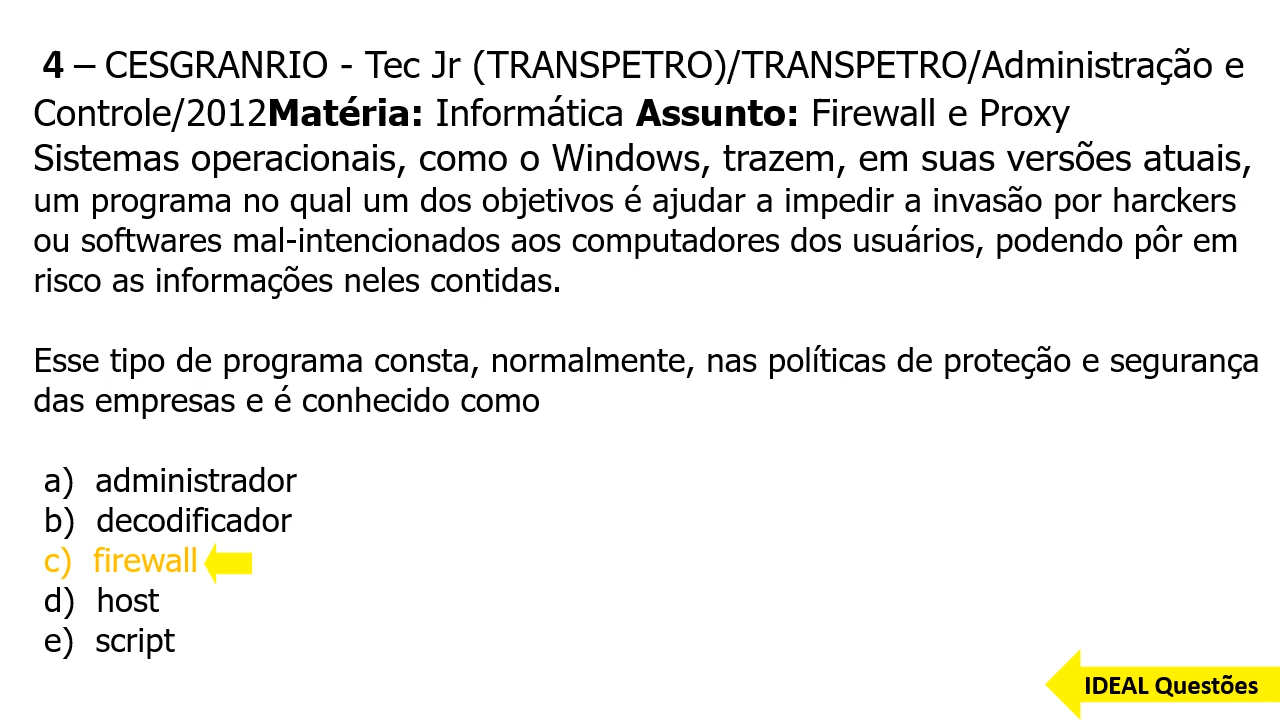 4 – CESGRANRIO - Tec Jr (TRANSPETRO)/TRANSPETRO/Administração e
Controle/2012Matéria: Informática Assunto: Firewall e Proxy
Sistemas operacionais, como o Windows, trazem, em suas versões atuais,
um programa no qual um dos objetivos é ajudar a impedir a invasão por harckers
ou softwares mal-intencionados aos computadores dos usuários, podendo pôr em
risco as informações neles contidas.
Esse tipo de programa consta, normalmente, nas políticas de proteção e segurança
das empresas e é conhecido como
a) administrador
b) decodificador
c) firewall
d) host
e) script
IDEAL Questões